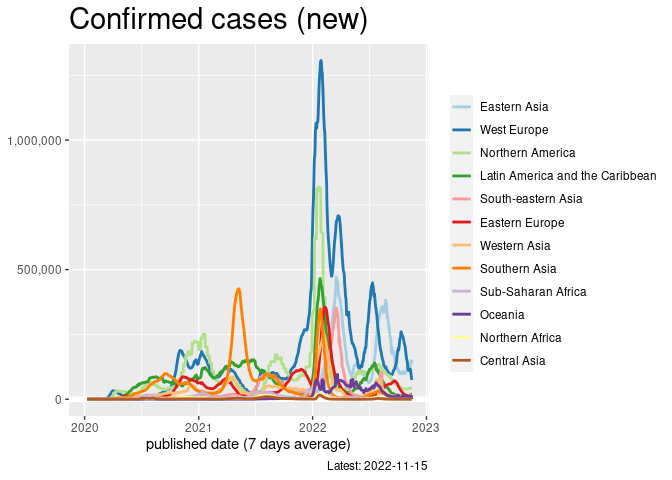 Confirmed cases (new)
1,000,000
500,000
0
2020
2021
2022
2023
published date (7 days average)
Latest: 2022-11-15
Eastern Asia
West Europe
Northern America
Latin America and the Caribbean
South-eastern Asia
Eastern Europe
Western Asia
Southern Asia
Sub-Saharan Africa
Oceania
Northern Africa
Central Asia